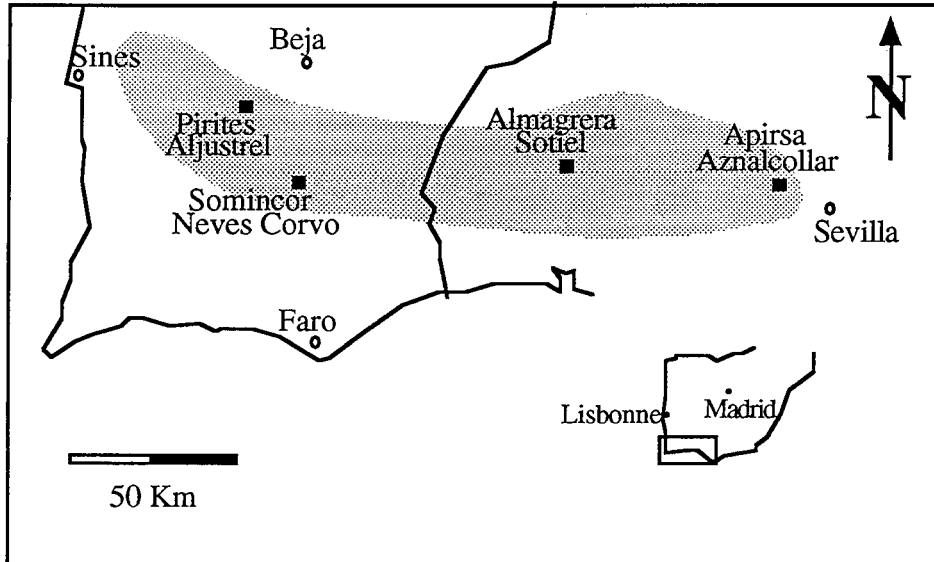 Beja
Sines
N
Pirites
Aljustrel
Almagrera
Sotiel
Apirsa
Aznalcollar
Somincor
Neves Corvo
Sevilla
Faro
Lisbonne
Madrid
50 Km